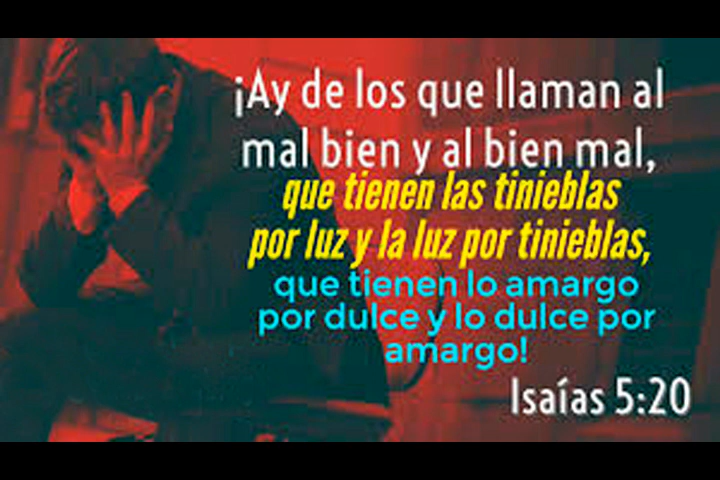 ¡Ay de los que llaman al
mal bien y al bien mal,
que tienen las tinieblas
por luz y la luz por tinieblas,
que tienen lo amargo
por dulce y lo dulce por
amargo!
Isaías 5:20